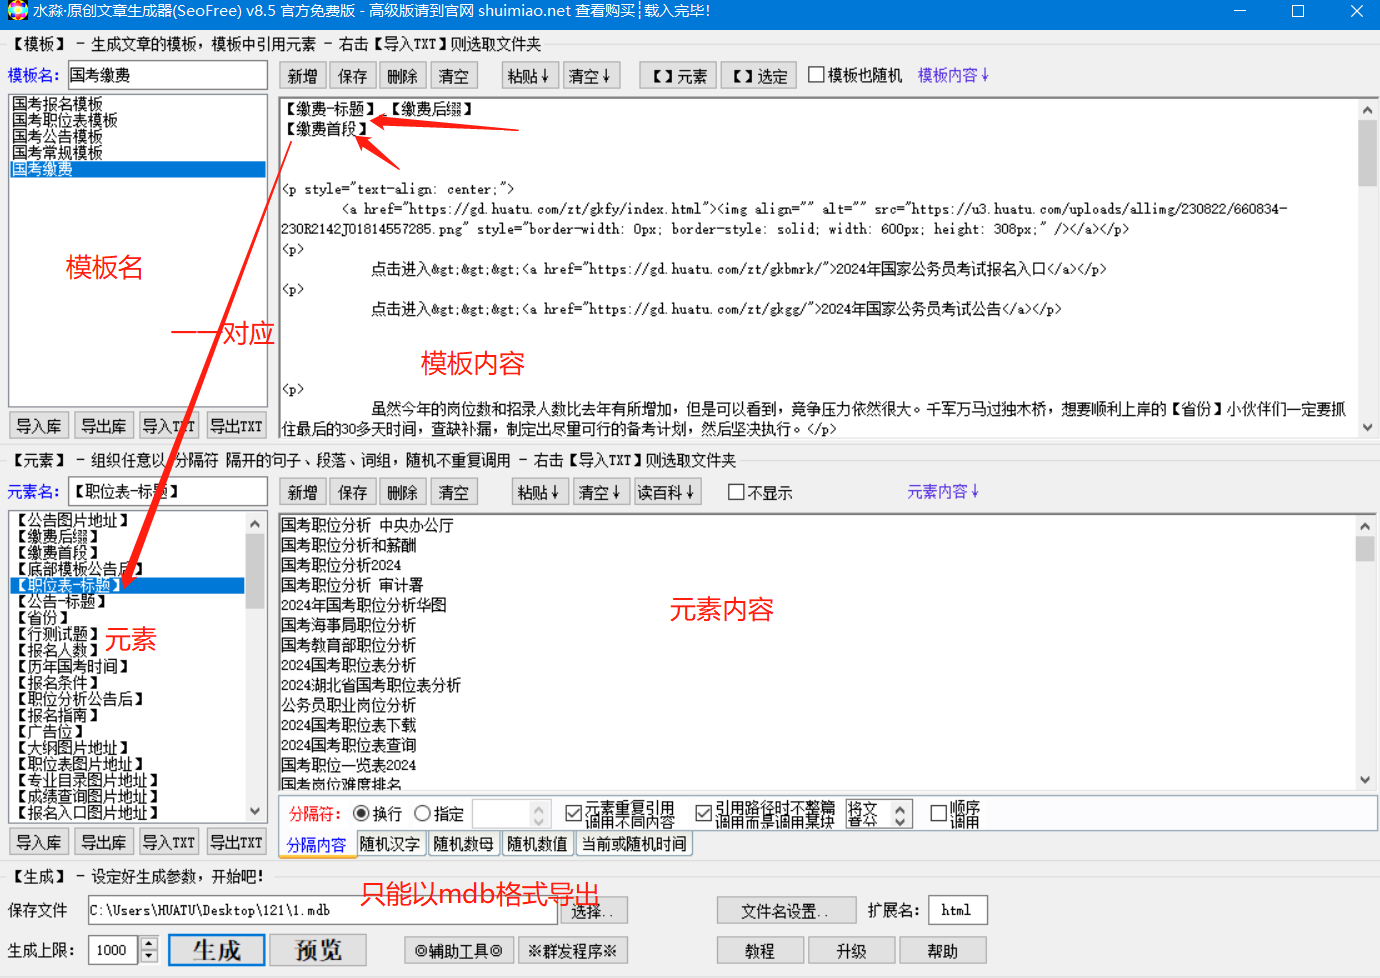 水淼·原创文章生成器(SeoFree) v8.5 官方免费版 - 高级版请到官网 shuimiao.net 查看购买┆载入完毕!
【模板】 - 生成文章的模板，模板中引用元素 - 右击【导入TXT】则选取文件夹
模板名: 国考缴费 新增 保存 删除 清空 粘贴↓ 清空↓ 【】元素 【】选定 模板也随机 模板内容↓
国考报名模板
国考职位表模板
国考公告模板
国考常规模板
国考缴费
【缴费-标题】_【缴费后缀】
【缴费首段】
<p style="text-align: center;">
<a href="https://gd.huatu.com/zt/gkfy/index.html"><img align="" alt="" src="https://u3.huatu.com/uploads/allimg/230822/660834-
230R2142J01814557285.png" style="border-width: 0px; border-style: solid; width: 600px; height: 308px;" /></a></p>
<p>
点击进入&gt;&gt;&gt;<a href="https://gd.huatu.com/zt/gkbmrk/">2024年国家公务员考试报名入口</a></p>
<p>
点击进入&gt;&gt;&gt;<a href="https://gd.huatu.com/zt/gkgg/">2024年国家公务员考试公告</a></p>
<p>
虽然今年的岗位数和招录人数比去年有所增加，但是可以看到，竞争压力依然很大。千军万马过独木桥，想要顺利上岸的【省份】小伙伴们一定要抓
住最后的30多天时间，查缺补漏，制定出尽量可行的备考计划，然后坚决执行。</p>
模板名
一一对应
模板内容
导入库 导出库 导入TXT 导出TXT
【元素】 - 组织任意以 分隔符 隔开的句子、段落、词组，随机不重复调用 - 右击【导入TXT】则选取文件夹
元素名: 【职位表-标题】 新增 保存 删除 清空 粘贴↓ 清空↓ 读百科↓ 不显示 元素内容↓
【公告图片地址】
【缴费后缀】
【缴费首段】
【底部模板公告后】
【职位表-标题】
【公告-标题】
【省份】
【行测试题】
【报名人数】
【历年国考时间】
【报名条件】
【职位分析公告后】
【报名指南】
【广告位】
【大纲图片地址】
【职位表图片地址】
【专业目录图片地址】
【成绩查询图片地址】
【报名入口图片地址】
元素
国考职位分析 中央办公厅
国考职位分析和薪酬
国考职位分析2024
国考职位分析 审计署
2024年国考职位分析华图
国考海事局职位分析
国考教育部职位分析
2024国考职位表分析
2024湖北省国考职位表分析
公务员职业岗位分析
2024国考职位表下载
2024国考职位表查询
国考职位一览表2024
国考岗位难度排名
元素内容
分隔符: 换行 指定 元素重复引用 调用不同内容 引用路径时不整篇 调用而是调用某块 顺序 调用
导入库 导出库 导入TXT 导出TXT
分隔内容 随机汉字 随机数母 随机数值 当前或随机时间
【生成】 - 设定好生成参数，开始吧!
只能以mdb格式导出
保存文件 C:\Users\HUATU\Desktop\121\1.mdb 选择.. 文件名设置.. 扩展名: html
生成上限: 1000 生成 预览 ◎辅助工具◎ ※群发程序※ 教程 升级 帮助